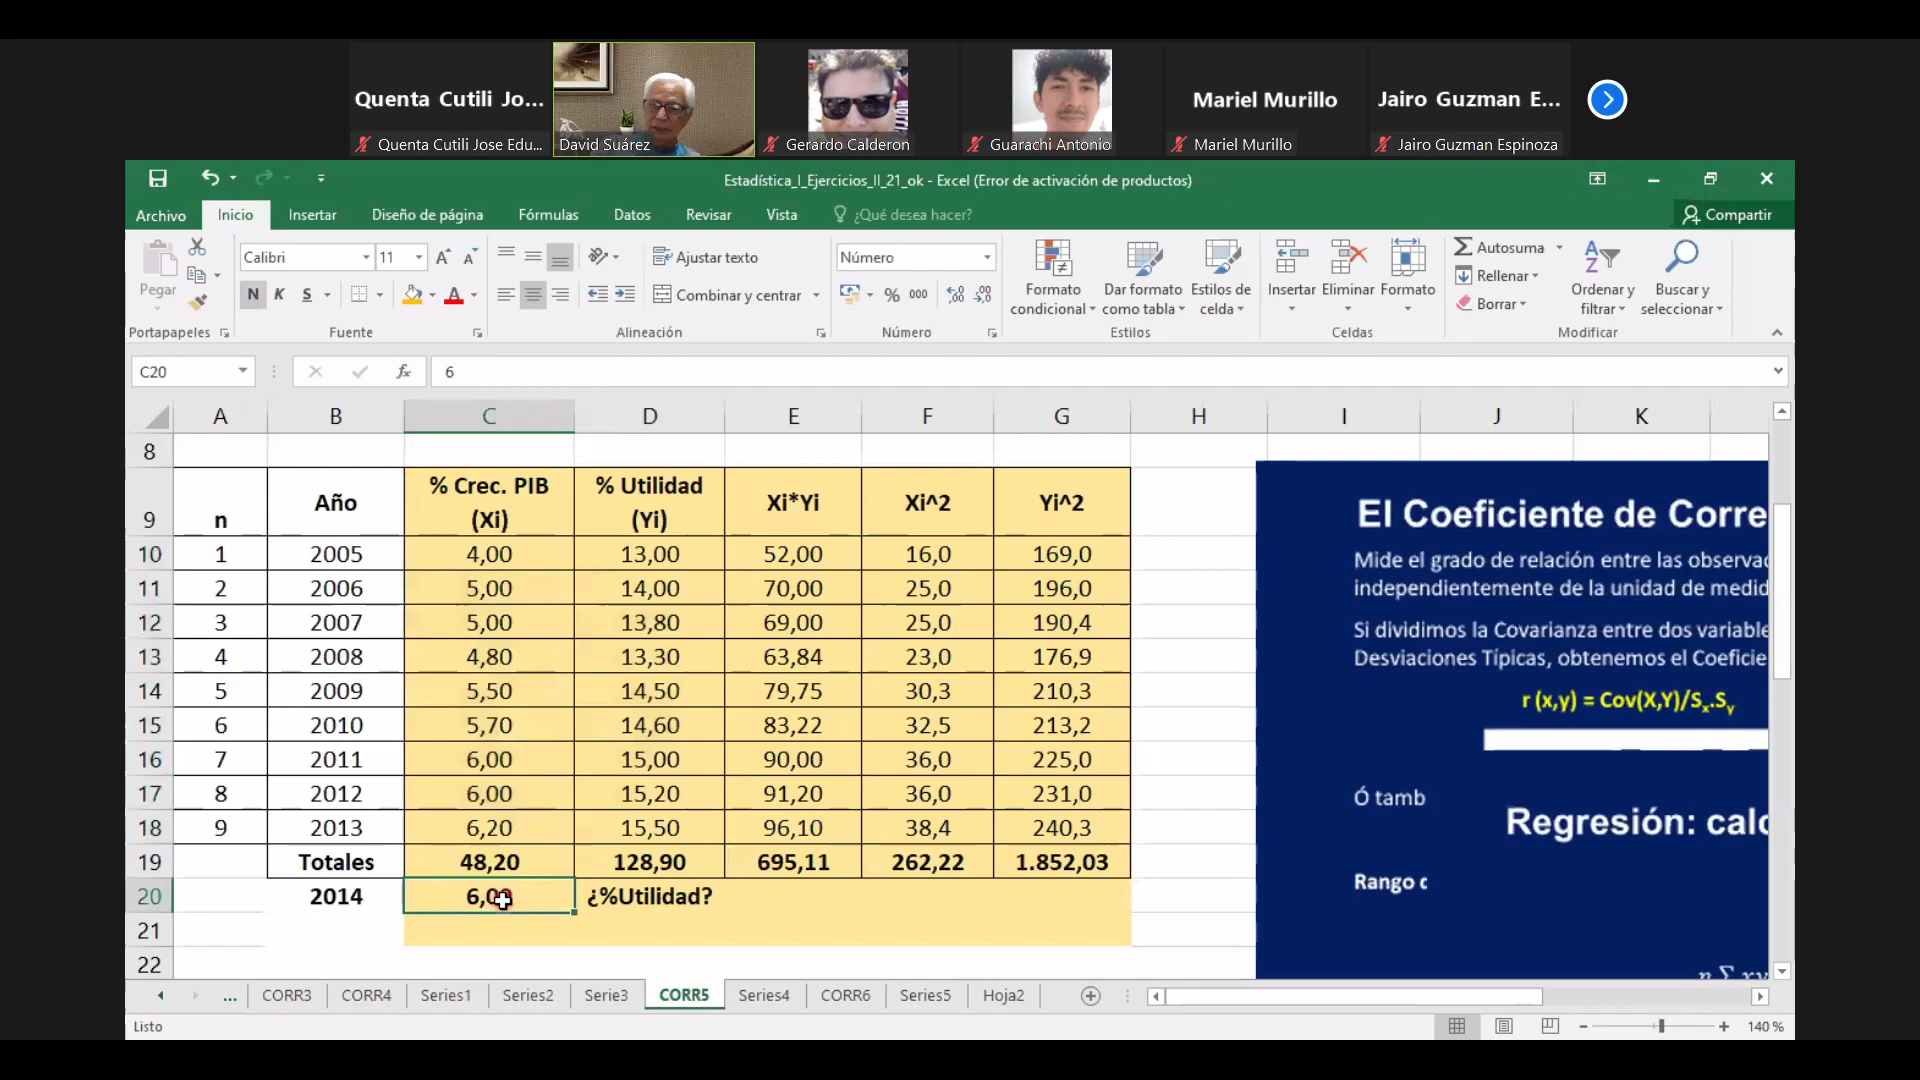 Quenta Cutili Jo...
Mariel Murillo
Jairo Guzman E...
Quenta Cutili Jose Edu...
David Suárez
Gerardo Calderon
Guarachi Antonio
Mariel Murillo
Jairo Guzman Espinoza
Estadística_I_Ejercicios_II_21_ok - Excel (Error de activación de productos)
Archivo Inicio Insertar Diseño de página Fórmulas Datos Revisar Vista ¿Qué desea hacer? Compartir
Pegar
Calibri 11
N K S
Ajustar texto
Combinar y centrar
Número
% 000
Formato condicional
Dar formato como tabla
Estilos de celda
Insertar Eliminar Formato
Autosuma
Rellenar
Borrar
Ordenar y filtrar
Buscar y seleccionar
Portapapeles Fuente Alineación Número Estilos Celdas Modificar
C20 fx 6
A B C D E F G H I J K
8
9 n Año % Crec. PIB (Xi) % Utilidad (Yi) Xi*Yi Xi^2 Yi^2
10 1 2005 4,00 13,00 52,00 16,0 169,0
11 2 2006 5,00 14,00 70,00 25,0 196,0
12 3 2007 5,00 13,80 69,00 25,0 190,4
13 4 2008 4,80 13,30 63,84 23,0 176,9
14 5 2009 5,50 14,50 79,75 30,3 210,3
15 6 2010 5,70 14,60 83,22 32,5 213,2
16 7 2011 6,00 15,00 90,00 36,0 225,0
17 8 2012 6,00 15,20 91,20 36,0 231,0
18 9 2013 6,20 15,50 96,10 38,4 240,3
19 Totales 48,20 128,90 695,11 262,22 1.852,03
20 2014 6,00 ¿%Utilidad?
21
22
El Coeficiente de Corre
Mide el grado de relación entre las observa
independientemente de la unidad de medid
Si dividimos la Covarianza entre dos variable
Desviaciones Típicas, obtenemos el Coeficie
r (x,y) = Cov(X,Y)/Sx.Sy
Ó tamb
Regresión: calc
Rango
... CORR3 CORR4 Series1 Series2 Serie3 CORR5 Series4 CORR6 Series5 Hoja2
Listo
140 %